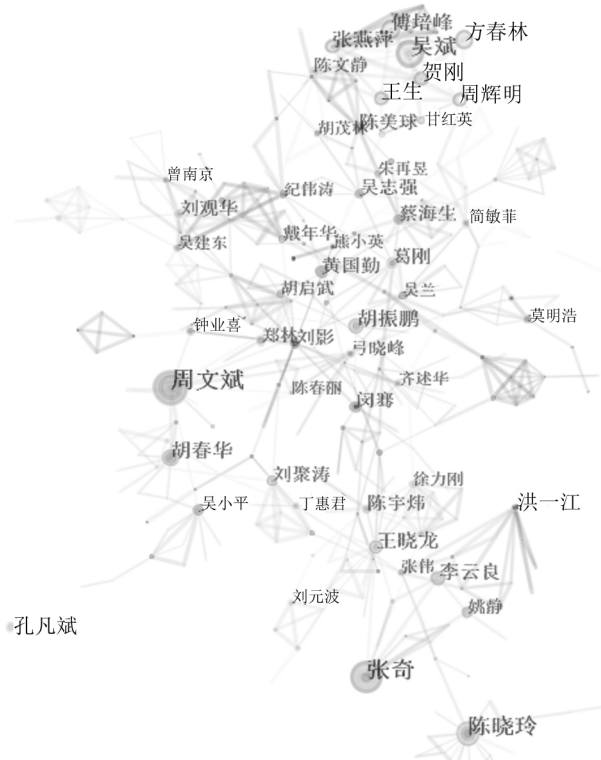 傅培峰
方春林
张燕萍
吴斌
陈文静
贺刚
王生
周辉明
陈美球
甘红英
胡茂林
朱再昱
曾南京
纪伟涛
吴志强
刘观华
蔡海生
简敏菲
戴年华
吴建东
熊小英
葛刚
黄国勤
胡启武
吴兰
莫明浩
胡振鹏
钟业喜
郑林
刘影
弓晓峰
周文斌
齐述华
陈春丽
闵骞
胡春华
刘聚涛
徐力刚
吴小平
丁惠君
陈宇炜
洪一江
王晓龙
张伟
李云良
刘元波
姚静
孔凡斌
张奇
陈晓玲